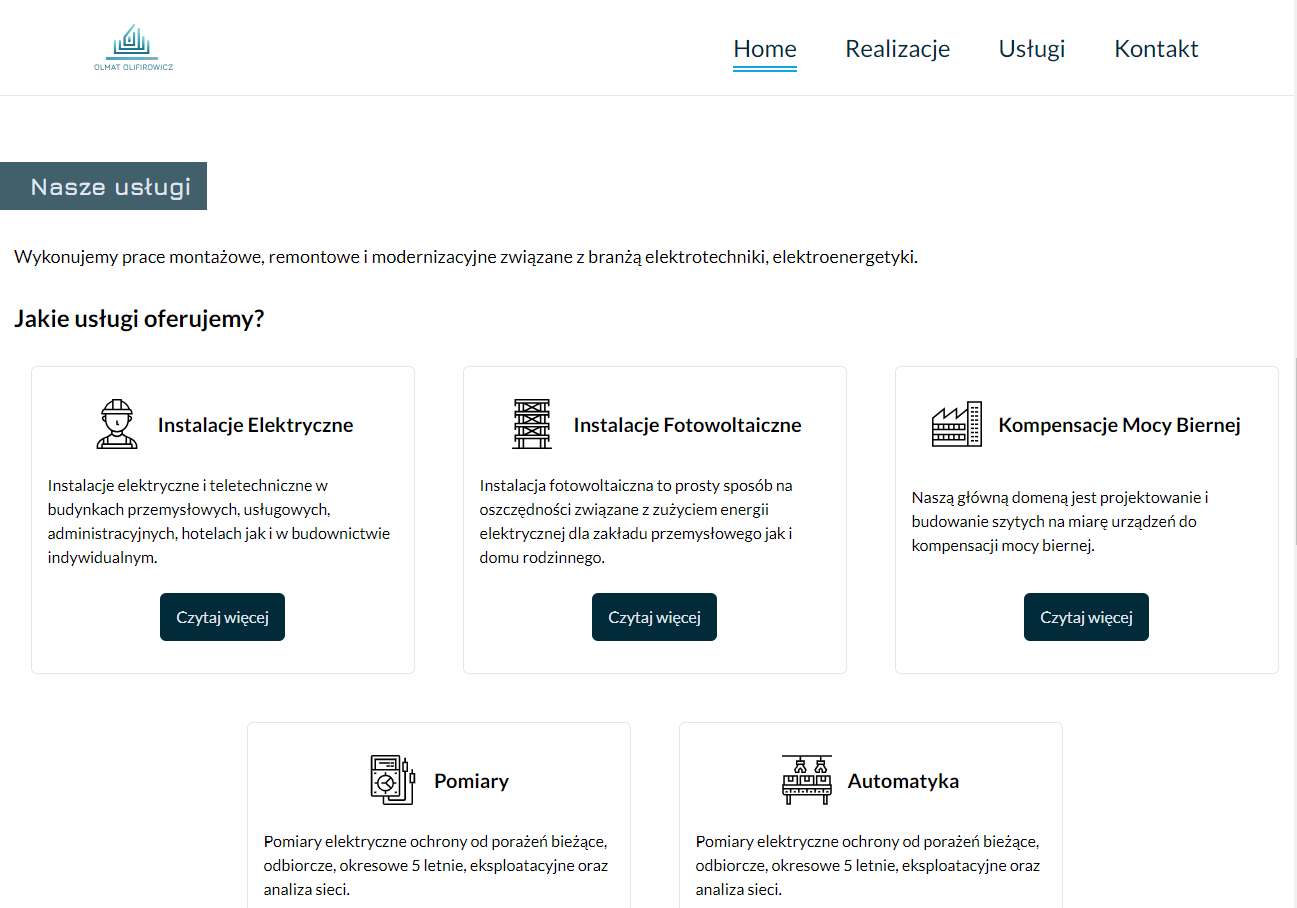 OLMAT OLIFIROWICZ
Home
Realizacje
Usługi
Kontakt
Nasze usługi
Wykonujemy prace montażowe, remontowe i modernizacyjne związane z branżą elektrotechniki, elektroenergetyki.
Jakie usługi oferujemy?
Instalacje Elektryczne
Instalacje elektryczne i teletechniczne w
budynkach przemysłowych, usługowych,
administracyjnych, hotelach jak i w budownictwie
indywidualnym.
Czytaj więcej
Instalacje Fotowoltaiczne
Instalacja fotowoltaiczna to prosty sposób na
oszczędności związane z zużyciem energii
elektrycznej dla zakładu przemysłowego jak i
domu rodzinnego.
Czytaj więcej
Kompensacje Mocy Biernej
Naszą główną domeną jest projektowanie i
budowanie szytych na miarę urządzeń do
kompensacji mocy biernej.
Czytaj więcej
Pomiary
Pomiary elektryczne ochrony od porażeń bieżące,
odbiorcze, okresowe 5 letnie, eksploatacyjne oraz
analiza sieci.
Automatyka
Pomiary elektryczne ochrony od porażeń bieżące,
odbiorcze, okresowe 5 letnie, eksploatacyjne oraz
analiza sieci.